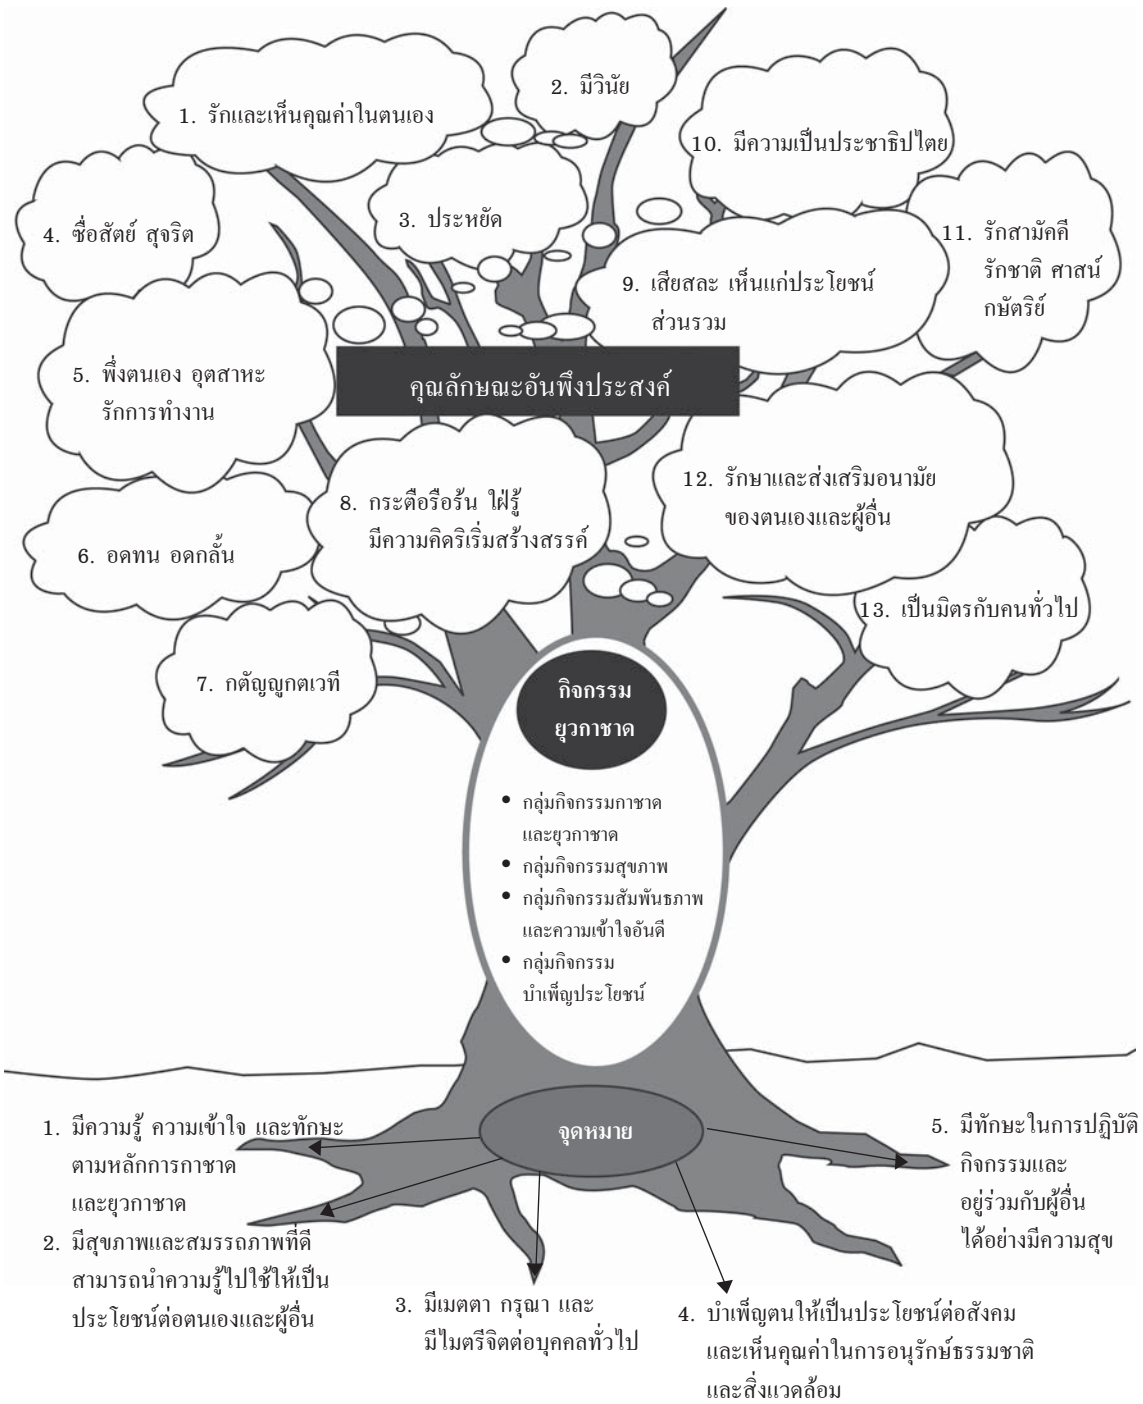 1. รักและเห็นคุณค่าในตนเอง
2. มีวินัย
3. ประหยัด
4. ซื่อสัตย์ สุจริต
5. พึ่งตนเอง อุตสาหะ
รักการทำงาน
6. อดทน อดกลั้น
7. กตัญญูกตเวที
8. กระตือรือร้น ใฝ่รู้
มีความคิดริเริ่มสร้างสรรค์
9. เสียสละ เห็นแก่ประโยชน์
ส่วนรวม
10. มีความเป็นประชาธิปไตย
11. รักสามัคคี
รักชาติ ศาสน์
กษัตริย์
12. รักษาและส่งเสริมอนามัย
ของตนเองและผู้อื่น
13. เป็นมิตรกับคนทั่วไป
คุณลักษณะอันพึงประสงค์
กิจกรรม
ยุวกาชาด
• กลุ่มกิจกรรมกาชาด
และยุวกาชาด
• กลุ่มกิจกรรมสุขภาพ
• กลุ่มกิจกรรมสัมพันธภาพ
และความเข้าใจอันดี
• กลุ่มกิจกรรม
บำเพ็ญประโยชน์
จุดหมาย
1. มีความรู้ ความเข้าใจ และทักษะ
ตามหลักการกาชาด
และยุวกาชาด
2. มีสุขภาพและสมรรถภาพที่ดี
สามารถนำความรู้ไปใช้ให้เป็น
ประโยชน์ต่อตนเองและผู้อื่น
3. มีเมตตา กรุณา และ
มีไมตรีจิตต่อบุคคลทั่วไป
4. บำเพ็ญตนให้เป็นประโยชน์ต่อสังคม
และเห็นคุณค่าในการอนุรักษ์ธรรมชาติ
และสิ่งแวดล้อม
5. มีทักษะในการปฏิบัติ
กิจกรรมและ
อยู่ร่วมกับผู้อื่น
ได้อย่างมีความสุข